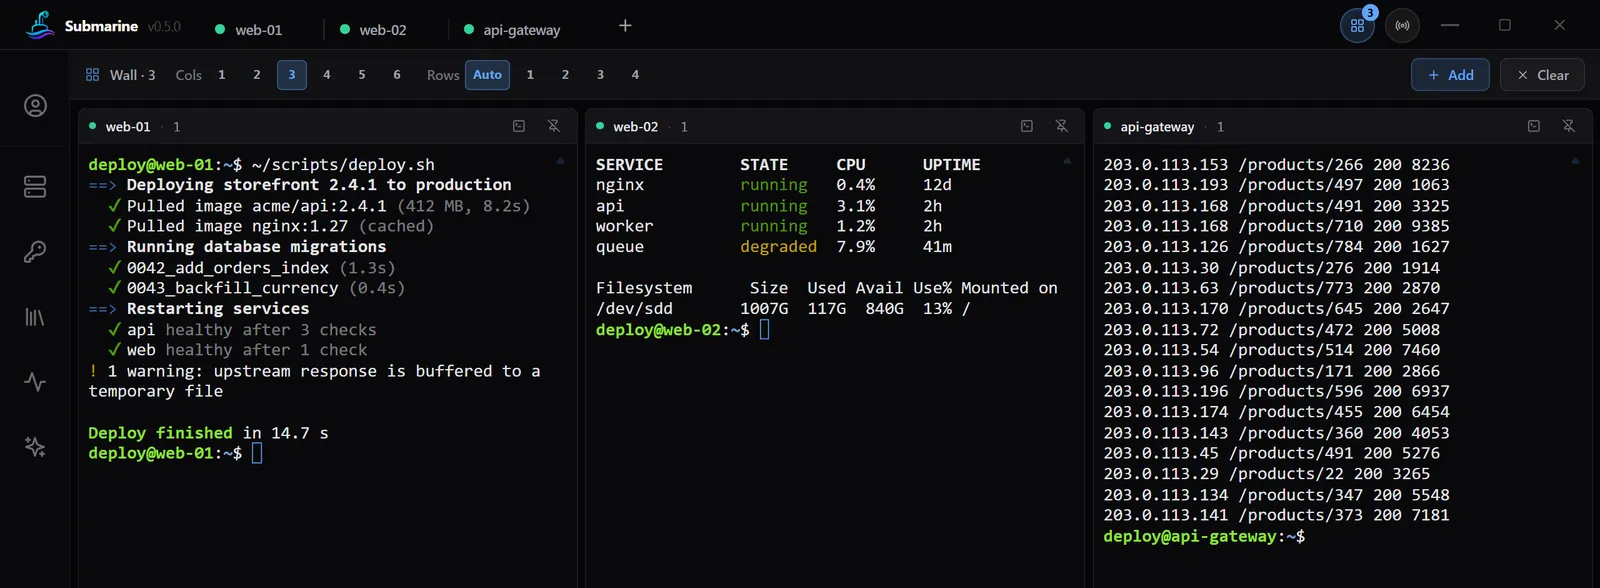 Submarine v0.5.0 web-01 web-02 api-gateway + 3
Wall · 3 Cols 1 2 3 4 5 6 Rows Auto 1 2 3 4 + Add × Clear
web-01 · 1
deploy@web-01:~$ ~/scripts/deploy.sh
==> Deploying storefront 2.4.1 to production
✓ Pulled image acme/api:2.4.1 (412 MB, 8.2s)
✓ Pulled image nginx:1.27 (cached)
==> Running database migrations
✓ 0042_add_orders_index (1.3s)
✓ 0043_backfill_currency (0.4s)
==> Restarting services
✓ api healthy after 3 checks
✓ web healthy after 1 check
! 1 warning: upstream response is buffered to a
temporary file
Deploy finished in 14.7 s
deploy@web-01:~$
web-02 · 1
SERVICE STATE CPU UPTIME
nginx running 0.4% 12d
api running 3.1% 2h
worker running 1.2% 2h
queue degraded 7.9% 41m
Filesystem Size Used Avail Use% Mounted on
/dev/sdd 1007G 117G 840G 13% /
deploy@web-02:~$
api-gateway · 1
203.0.113.153 /products/266 200 8236
203.0.113.193 /products/497 200 1063
203.0.113.168 /products/491 200 3325
203.0.113.168 /products/710 200 9385
203.0.113.126 /products/784 200 1627
203.0.113.30 /products/276 200 1914
203.0.113.63 /products/773 200 2870
203.0.113.170 /products/645 200 2647
203.0.113.72 /products/472 200 5008
203.0.113.54 /products/514 200 7460
203.0.113.96 /products/171 200 2866
203.0.113.196 /products/596 200 6937
203.0.113.174 /products/455 200 6454
203.0.113.143 /products/360 200 4053
203.0.113.45 /products/491 200 5276
203.0.113.29 /products/22 200 3265
203.0.113.134 /products/347 200 5548
203.0.113.141 /products/373 200 7181
deploy@api-gateway:~$